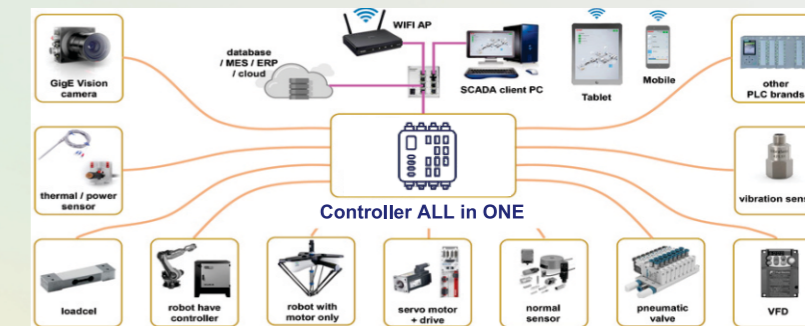 WIFI AP
database
/ MES / ERP
/ cloud
GigE Vision
camera
SCADA client PC
Tablet
Mobile
other
PLC brands
thermal / power
sensor
Controller ALL in ONE
vibration sens
loadcel
robot have
controller
robot with
motor only
servo motor
+ drive
normal
sensor
pneumatic
valve
VFD